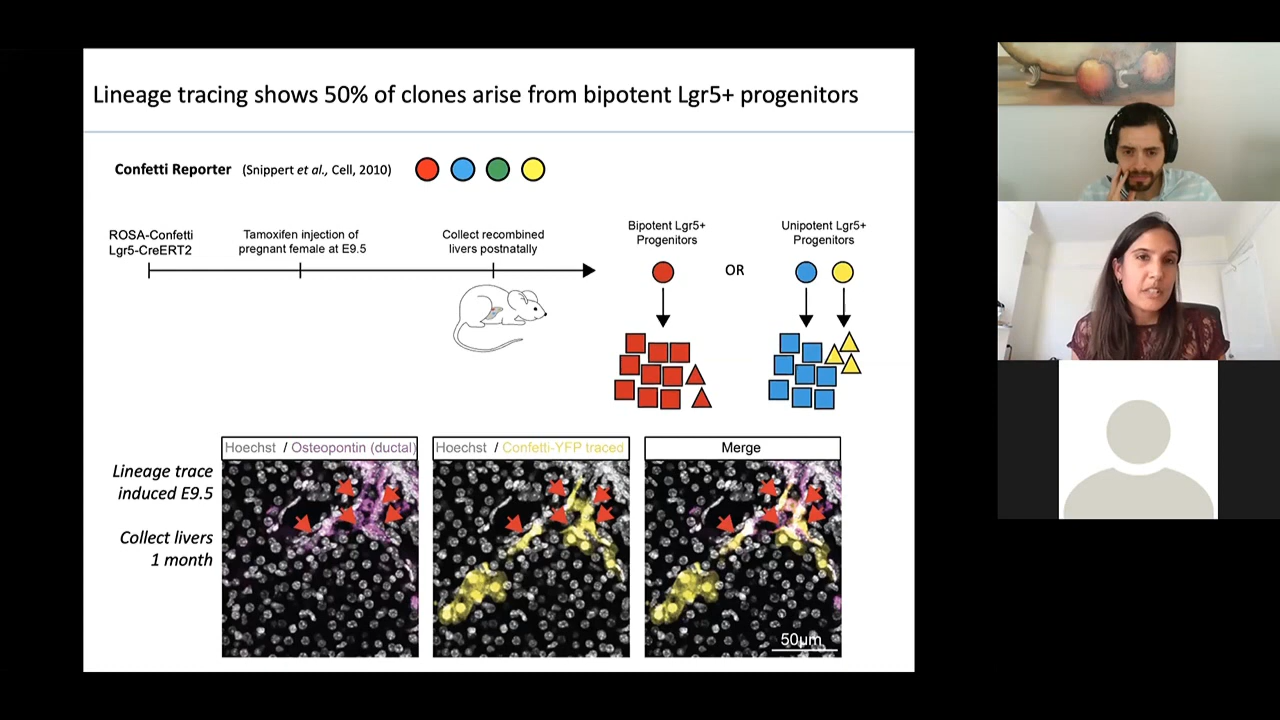 Lineage tracing shows 50% of clones arise from bipotent Lgr5+ progenitors
Confetti Reporter (Snippert et al., Cell, 2010)
ROSA-Confetti
Lgr5-CreERT2
Tamoxifen injection of
pregnant female at E9.5
Collect recombined
livers postnatally
Bipotent Lgr5+
Progenitors
OR
Unipotent Lgr5+
Progenitors
Hoechst / Osteopontin (ductal)
Hoechst / Confetti-YFP traced
Merge
Lineage trace
induced E9.5
Collect livers
1 month
50µm